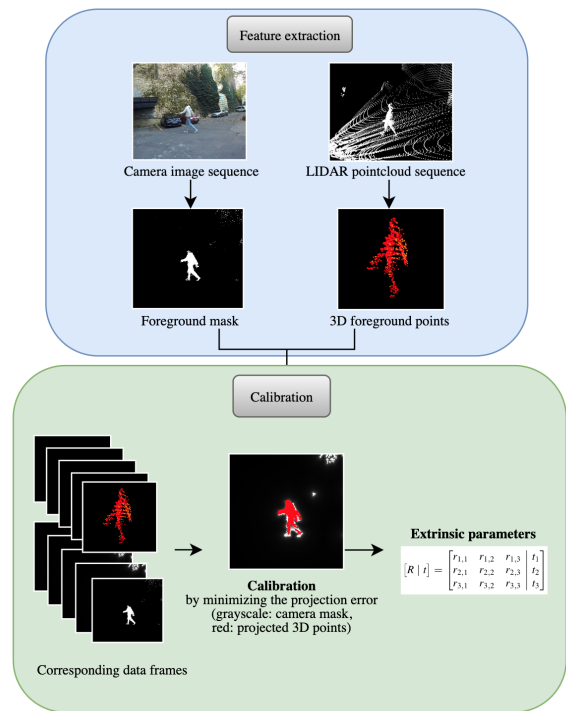 Feature extraction
Camera image sequence
LIDAR pointcloud sequence
Foreground mask
3D foreground points
Calibration
Extrinsic parameters
[R | t] =
r1,1 r1,2 r1,3 t1
r2,1 r2,2 r2,3 t2
r3,1 r3,2 r3,3 t3
Calibration
by minimizing the projection error
(grayscale: camera mask,
red: projected 3D points)
Corresponding data frames